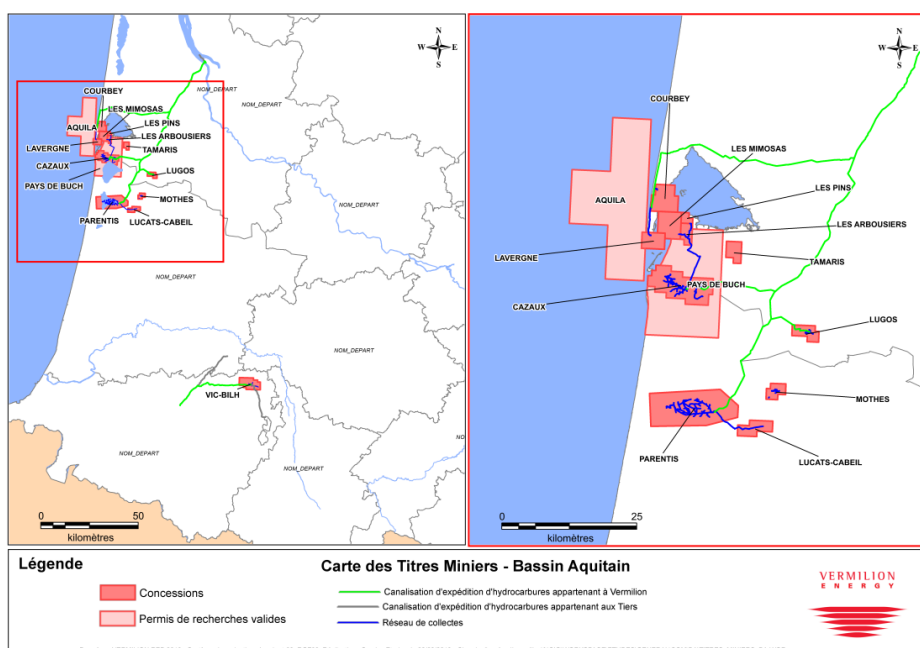 N
W E
S
COURBEY
LES MIMOSAS
AQUILA
LES PINS
LES ARBOUSIERS
LAVERGNE
TAMARIS
CAZAUX
LUGOS
PAYS DE BUCH
MOTHES
PARENTIS
LUCATS-CABEIL
VIC-BILH
NOM_DEPART
NOM_DEPART
NOM_DEPART
NOM_DEPART
NOM_DEPART
NOM_DEPART
NOM_DEPART
0 50
kilomètres
N
W E
S
COURBEY
LES MIMOSAS
LES PINS
AQUILA
LES ARBOUSIERS
LAVERGNE
TAMARIS
PAYS DE BUCH
CAZAUX
LUGOS
MOTHES
PARENTIS
LUCATS-CABEIL
0 25
kilomètres
Légende
Concessions
Permis de recherches valides
Carte des Titres Miniers - Bassin Aquitain
Canalisation d'expédition d'hydrocarbures appartenant à Vermilion
Canalisation d'expédition d'hydrocarbures appartenant aux Tiers
Réseau de collectes
VERMILION
ENERGY